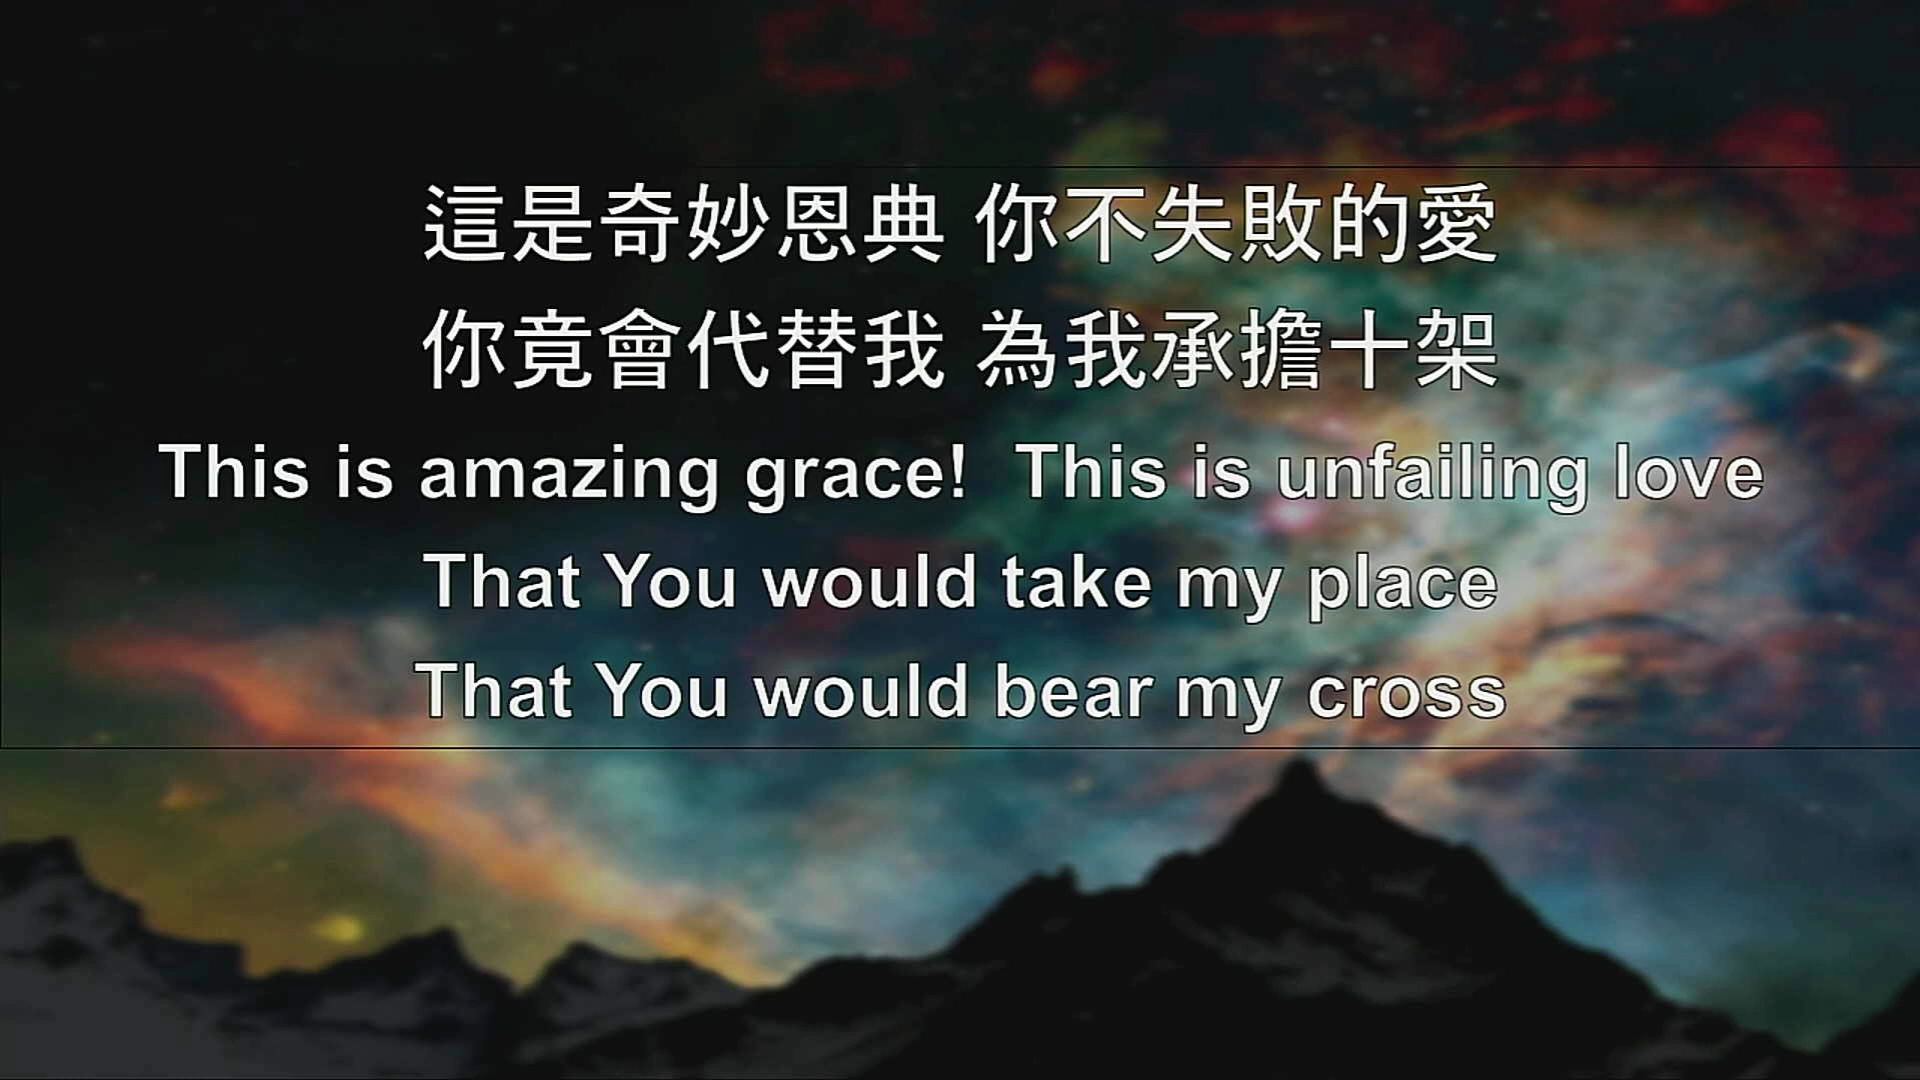 這是奇妙恩典 你不失敗的愛
你竟會代替我 為我承擔十架
This is amazing grace!  This is unfailing love
That You would take my place
That You would bear my cross